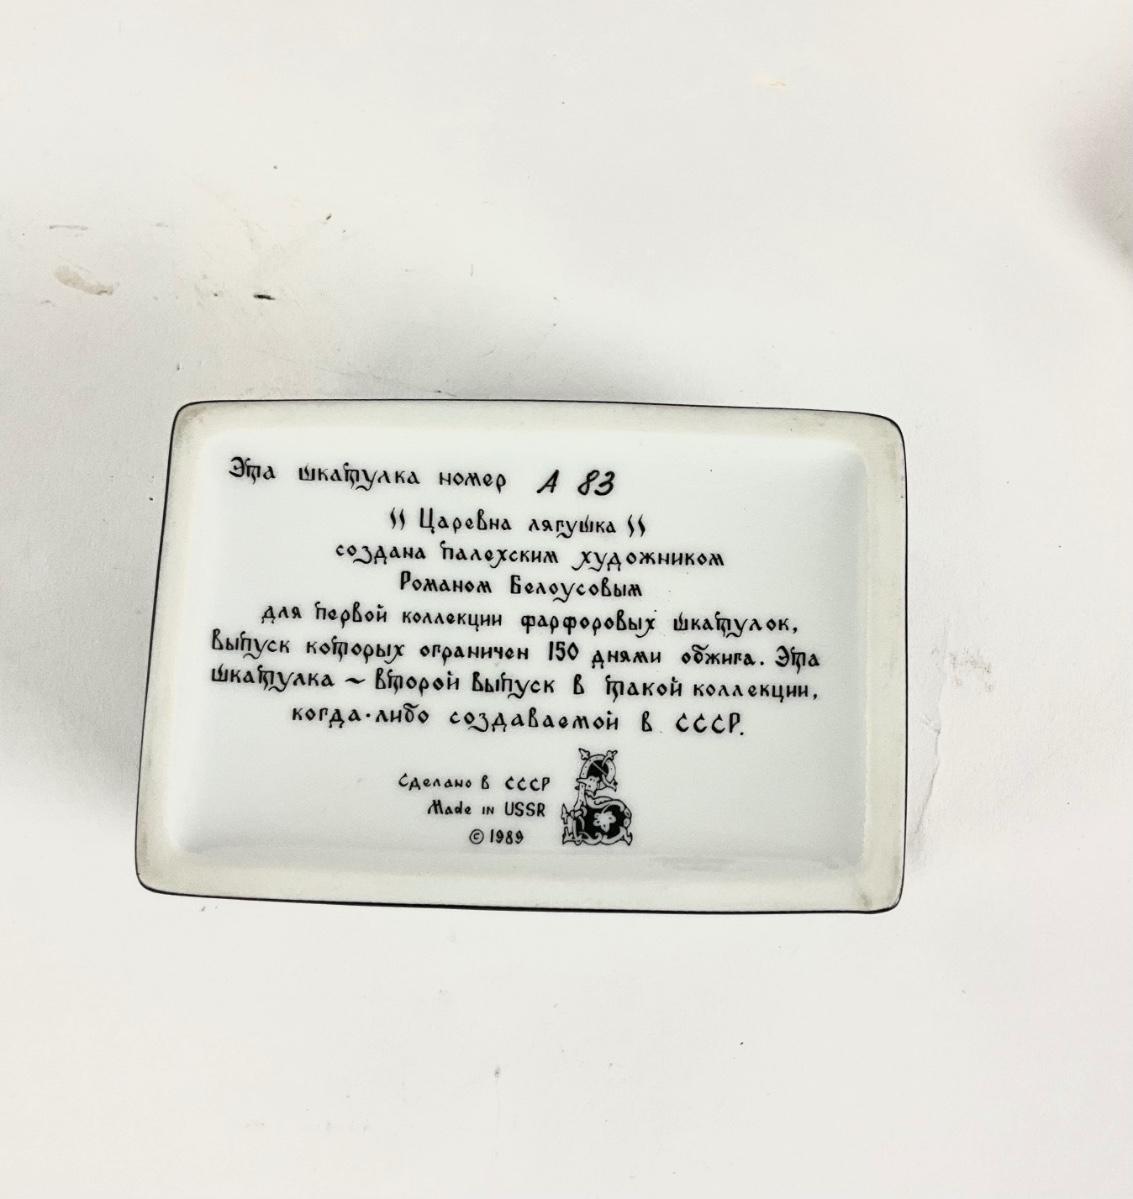 Эта шкатулка номер А 83
"Царевна лягушка"
создана палехским художником
Романом Белоусовым
для первой коллекции фарфоровых шкатулок,
выпуск которых ограничен 150 днями обжига. Эта
шкатулка ~ второй выпуск в такой коллекции,
когда-либо создаваемой в СССР.
Сделано в СССР
Made in USSR
© 1989